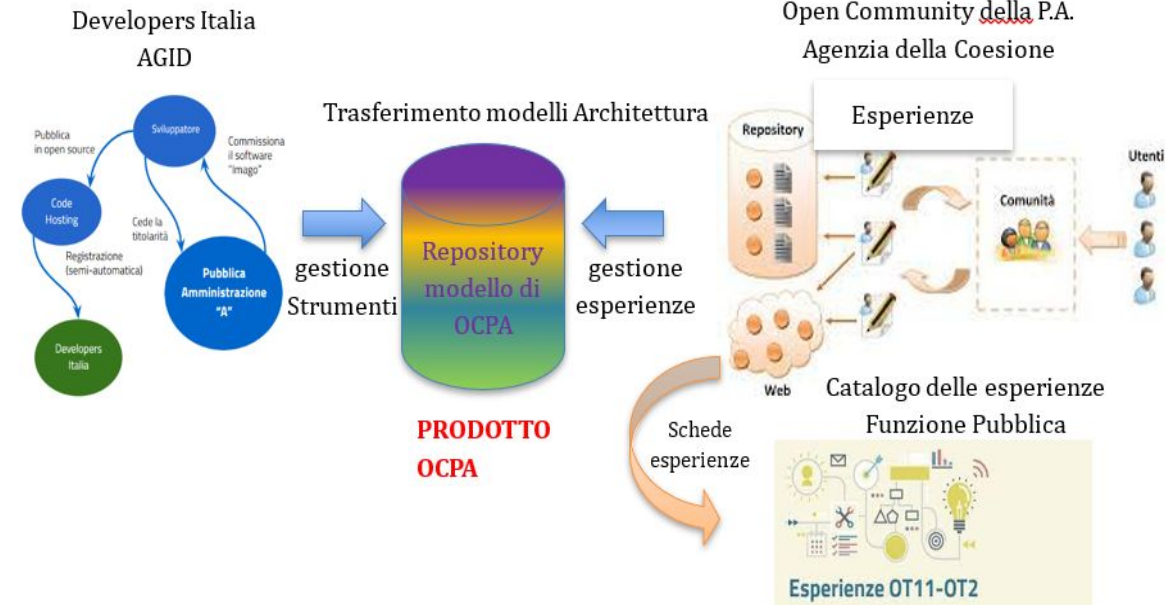 Developers Italia
AGID
Sviluppatore
Pubblica
in open source
Commissiona
il software
"Imago"
Code
Hosting
Cede la
titolarità
Registrazione
(semi-automatica)
Pubblica
Amministrazione
"A"
Developers
Italia
Trasferimento modelli Architettura
gestione
Strumenti
Repository
modello di
OCPA
gestione
esperienze
PRODOTTO
OCPA
Open Community della P.A.
Agenzia della Coesione
Esperienze
Repository
Comunità
Utenti
Web
Schede
esperienze
Catalogo delle esperienze
Funzione Pubblica
Esperienze OT11-OT2